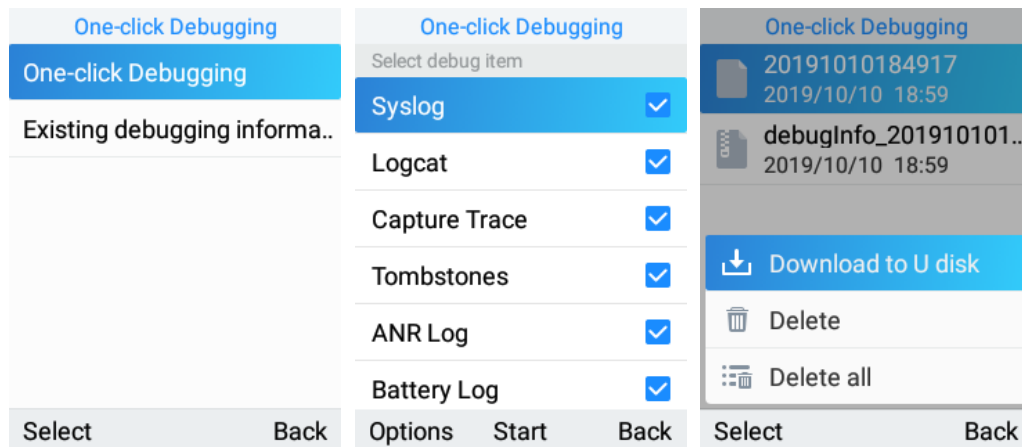 One-click Debugging
One-click Debugging
Existing debugging informa..
Select Back
One-click Debugging
Select debug item
Syslog
Logcat
Capture Trace
Tombstones
ANR Log
Battery Log
Options Start Back
One-click Debugging
20191010184917
2019/10/10 18:59
debugInfo_201910101..
2019/10/10 18:59
Download to U disk
Delete
Delete all
Select Back